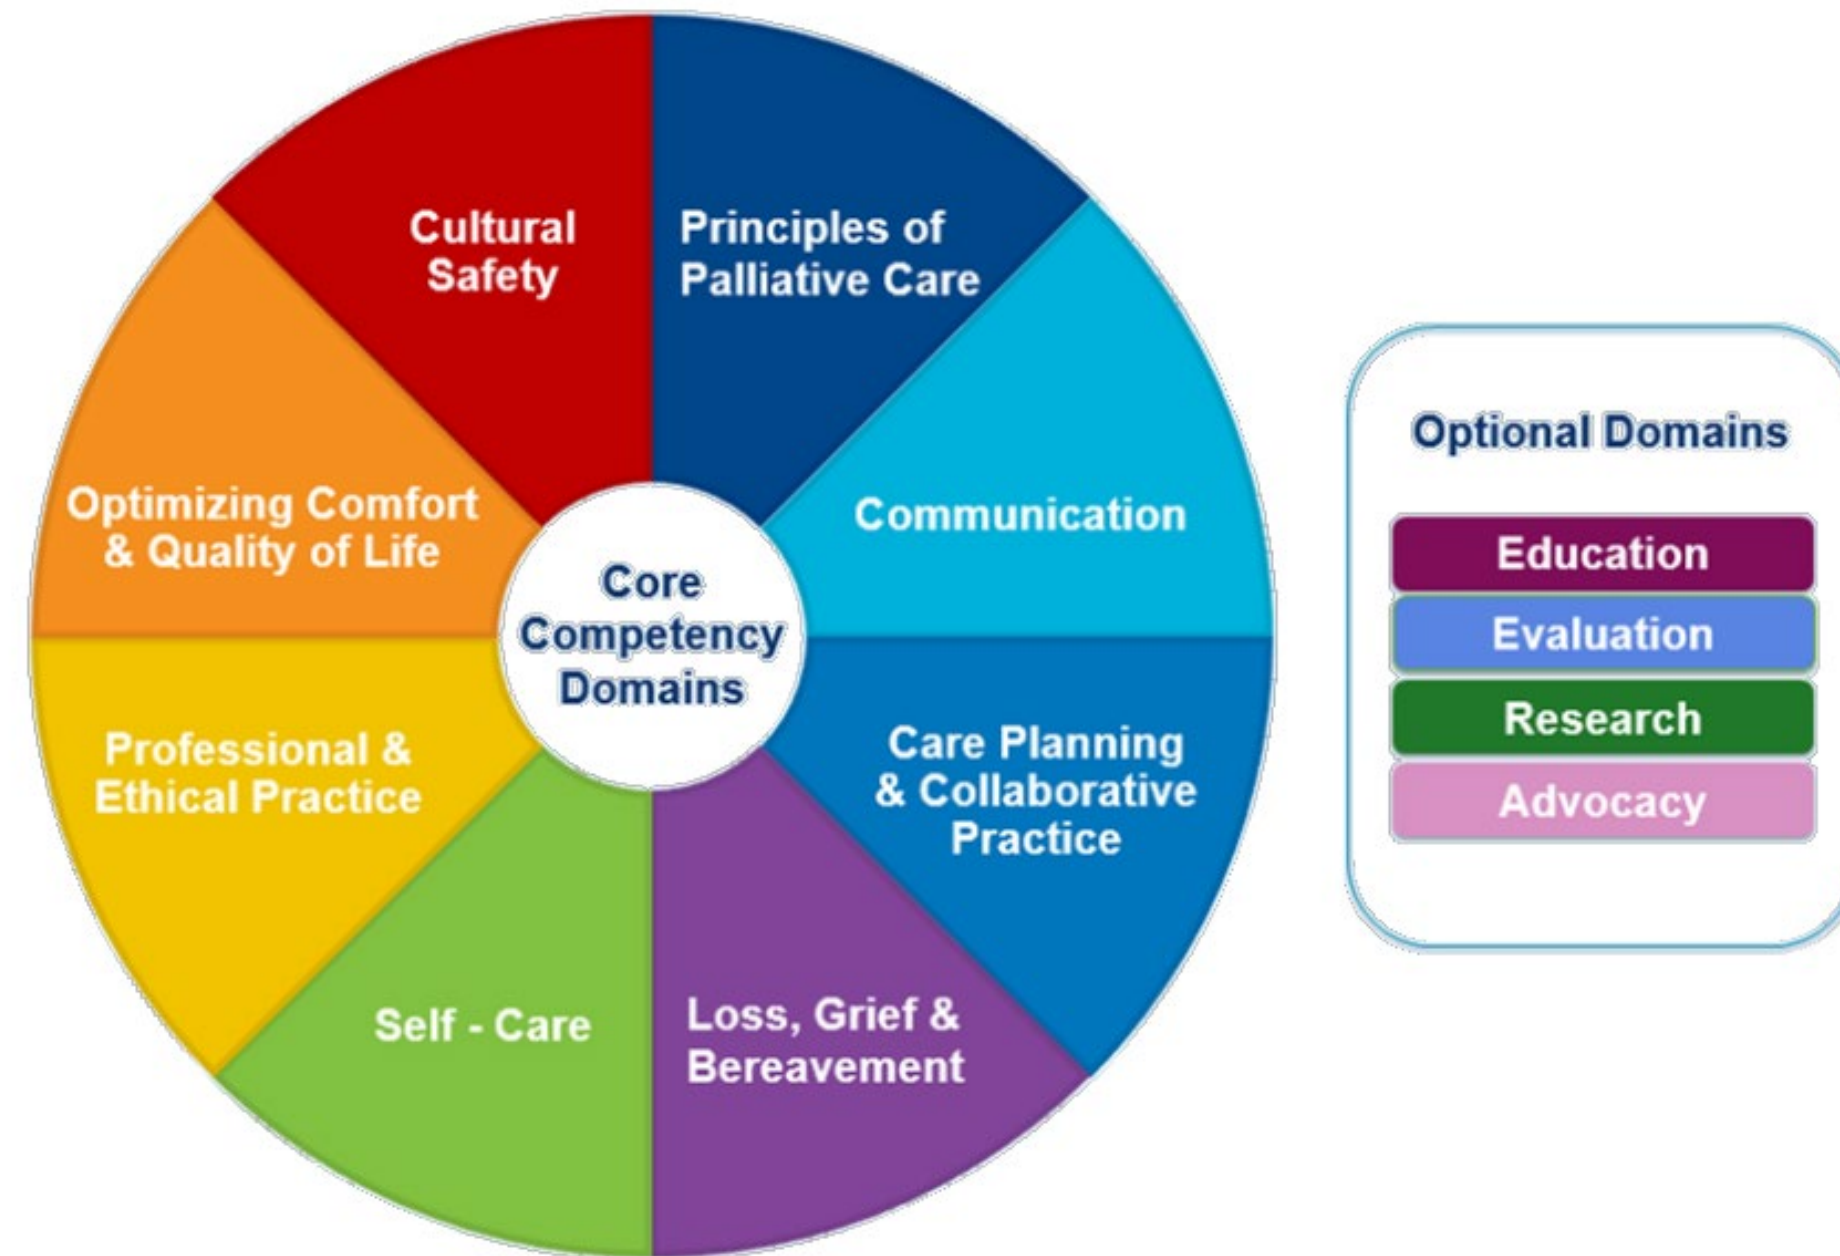 Cultural
Safety
Principles of
Palliative Care
Optimizing Comfort
& Quality of Life
Communication
Core
Competency
Domains
Professional &
Ethical Practice
Care Planning
& Collaborative
Practice
Self - Care
Loss, Grief &
Bereavement
Optional Domains
Education
Evaluation
Research
Advocacy